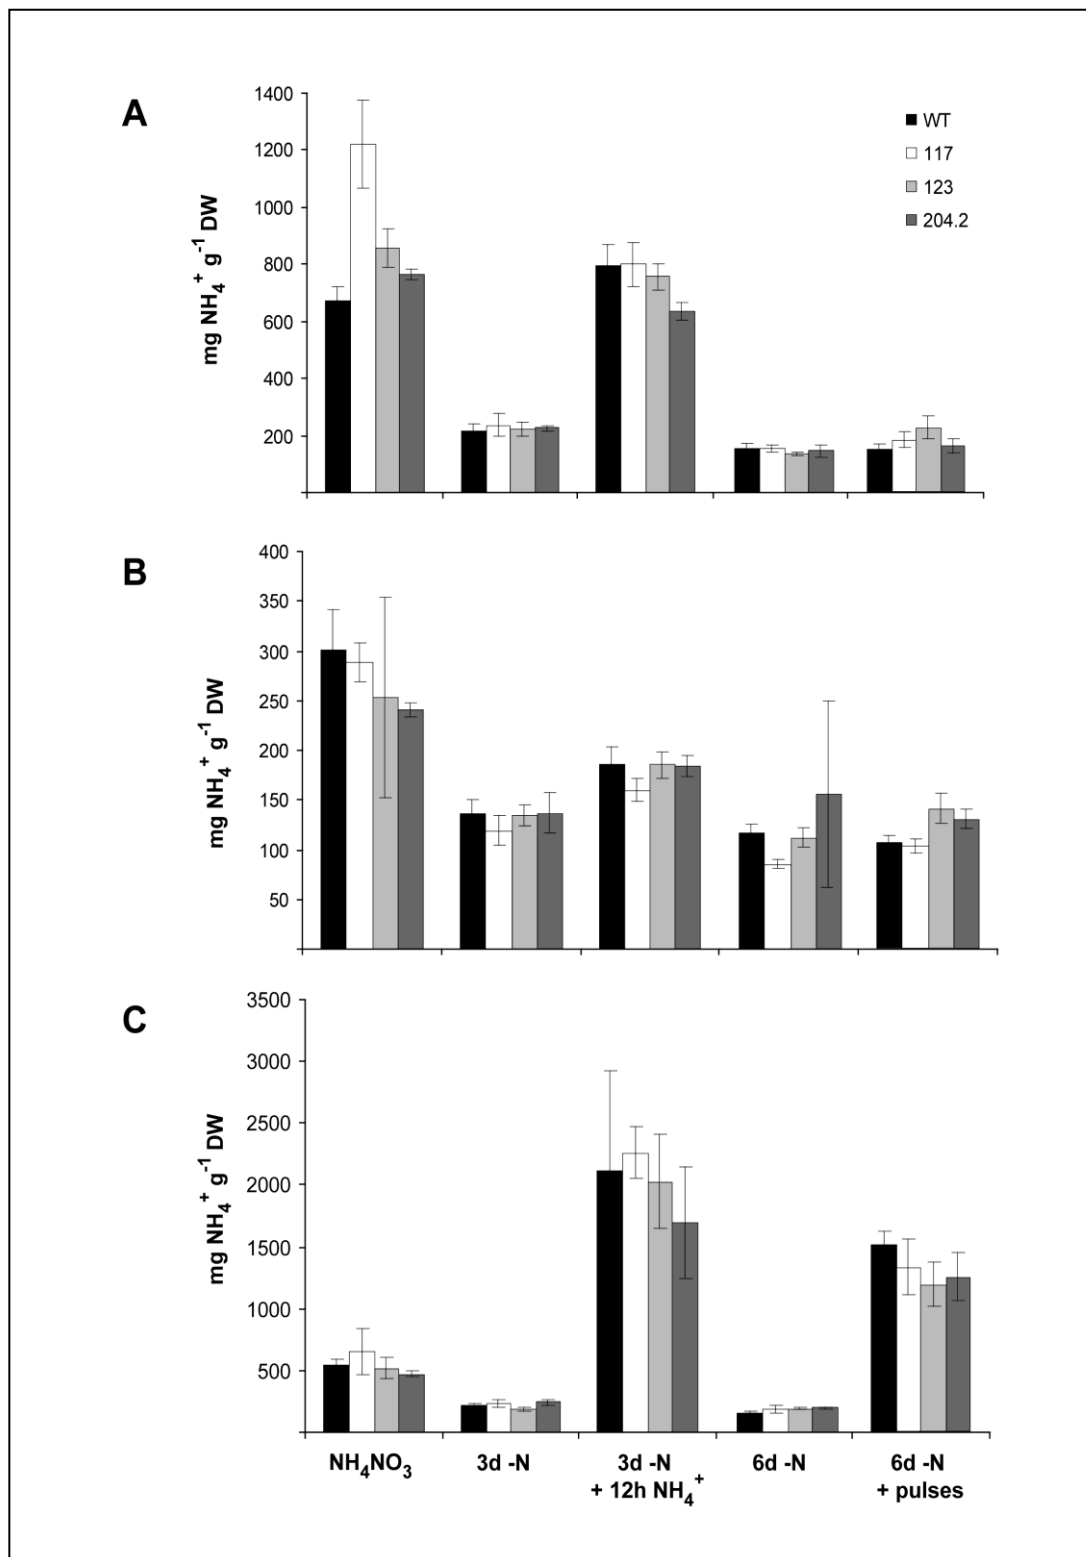 A
mg NH₄⁺ g⁻¹ DW
1400
1200
1000
800
600
400
200
WT
117
123
204.2
B
mg NH₄⁺ g⁻¹ DW
400
350
300
250
200
150
100
50
C
mg NH₄⁺ g⁻¹ DW
3500
3000
2500
2000
1500
1000
500
NH₄NO₃
3d -N
3d -N
+ 12h NH₄⁺
6d -N
6d -N
+ pulses